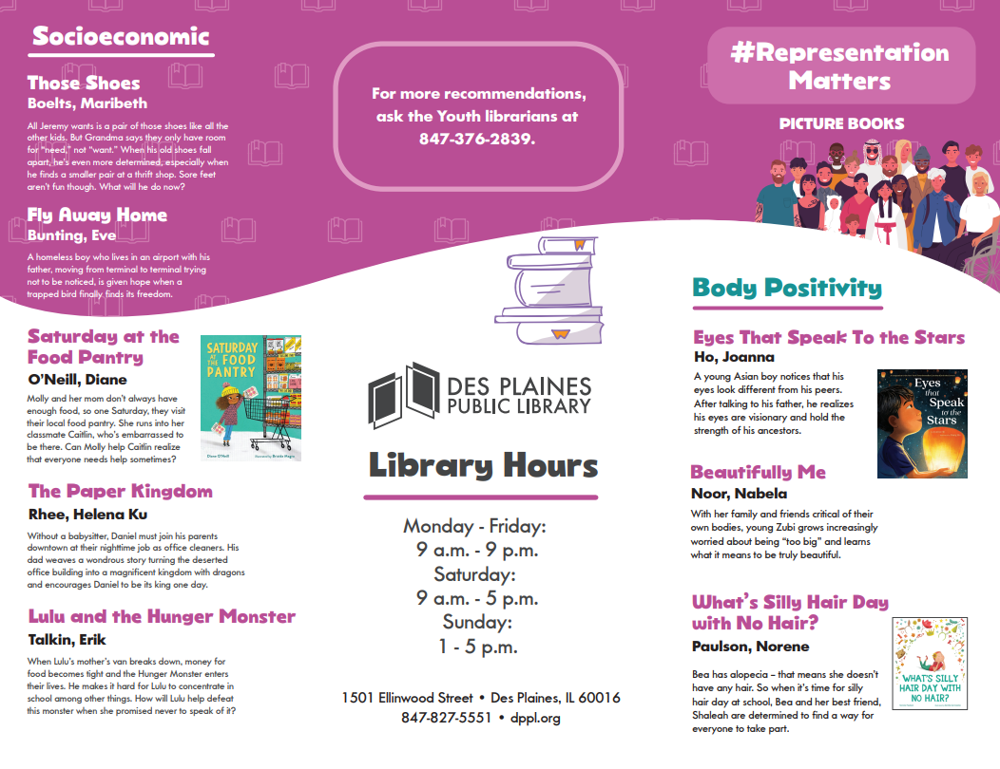 Socioeconomic
Those Shoes
Boelts, Maribeth
All Jeremy wants is a pair of those shoes like all the
other kids. But Grandma says they only have room
for “need,” not “want.” When his old shoes fall
apart, he’s even more determined, especially when
he finds a smaller pair at a thrift shop. Sore feet
aren’t fun though. What will he do now?
Fly Away Home
Bunting, Eve
A homeless boy who lives in an airport with his
father, moving from terminal to terminal trying
not to be noticed, is given hope when a
trapped bird finally finds its freedom.
Saturday at the
Food Pantry
O’Neill, Diane
Molly and her mom don’t always have
enough food, so one Saturday, they visit
their local food pantry. She runs into her
classmate Caitlin, who’s embarrassed to
be there. Can Molly help Caitlin realize
that everyone needs help sometimes?
SATURDAY
AT THE FOOD
PANTRY
Diane O’Neill
The Paper Kingdom
Rhee, Helena Ku
Without a babysitter, Daniel must join his parents
downtown at their nighttime job as office cleaners. His
dad weaves a wondrous story turning the deserted
office building into a magnificent kingdom with dragons
and encourages Daniel to be its king one day.
Lulu and the Hunger Monster
Talkin, Erik
When Lulu’s mother’s van breaks down, money for
food becomes tight and the Hunger Monster enters
their lives. He makes it hard for Lulu to concentrate in
school among other things. How will Lulu help defeat
this monster when she promised never to speak of it?
For more recommendations,
ask the Youth librarians at
847-376-2839.
DES PLAINES
PUBLIC LIBRARY
Library Hours
Monday - Friday:
9 a.m. - 9 p.m.
Saturday:
9 a.m. - 5 p.m.
Sunday:
1 - 5 p.m.
1501 Ellinwood Street • Des Plaines, IL 60016
847-827-5551 • dppl.org
#Representation
Matters
PICTURE BOOKS
Body Positivity
Eyes That Speak To the Stars
Ho, Joanna
A young Asian boy notices that his
eyes look different from his peers.
After talking to his father, he realizes
his eyes are visionary and hold the
strength of his ancestors.
Eyes
that
Speak
to the
Stars
Beautifully Me
Noor, Nabela
With her family and friends critical of their
own bodies, young Zubi grows increasingly
worried about being “too big” and learns
what it means to be truly beautiful.
What’s Silly Hair Day
with No Hair?
Paulson, Norene
Bea has alopecia – that means she doesn’t
have any hair. So when it’s time for silly
hair day at school, Bea and her best friend,
Shaleah are determined to find a way for
everyone to take part.
WHAT’S SILLY
HAIR DAY WITH
NO HAIR?